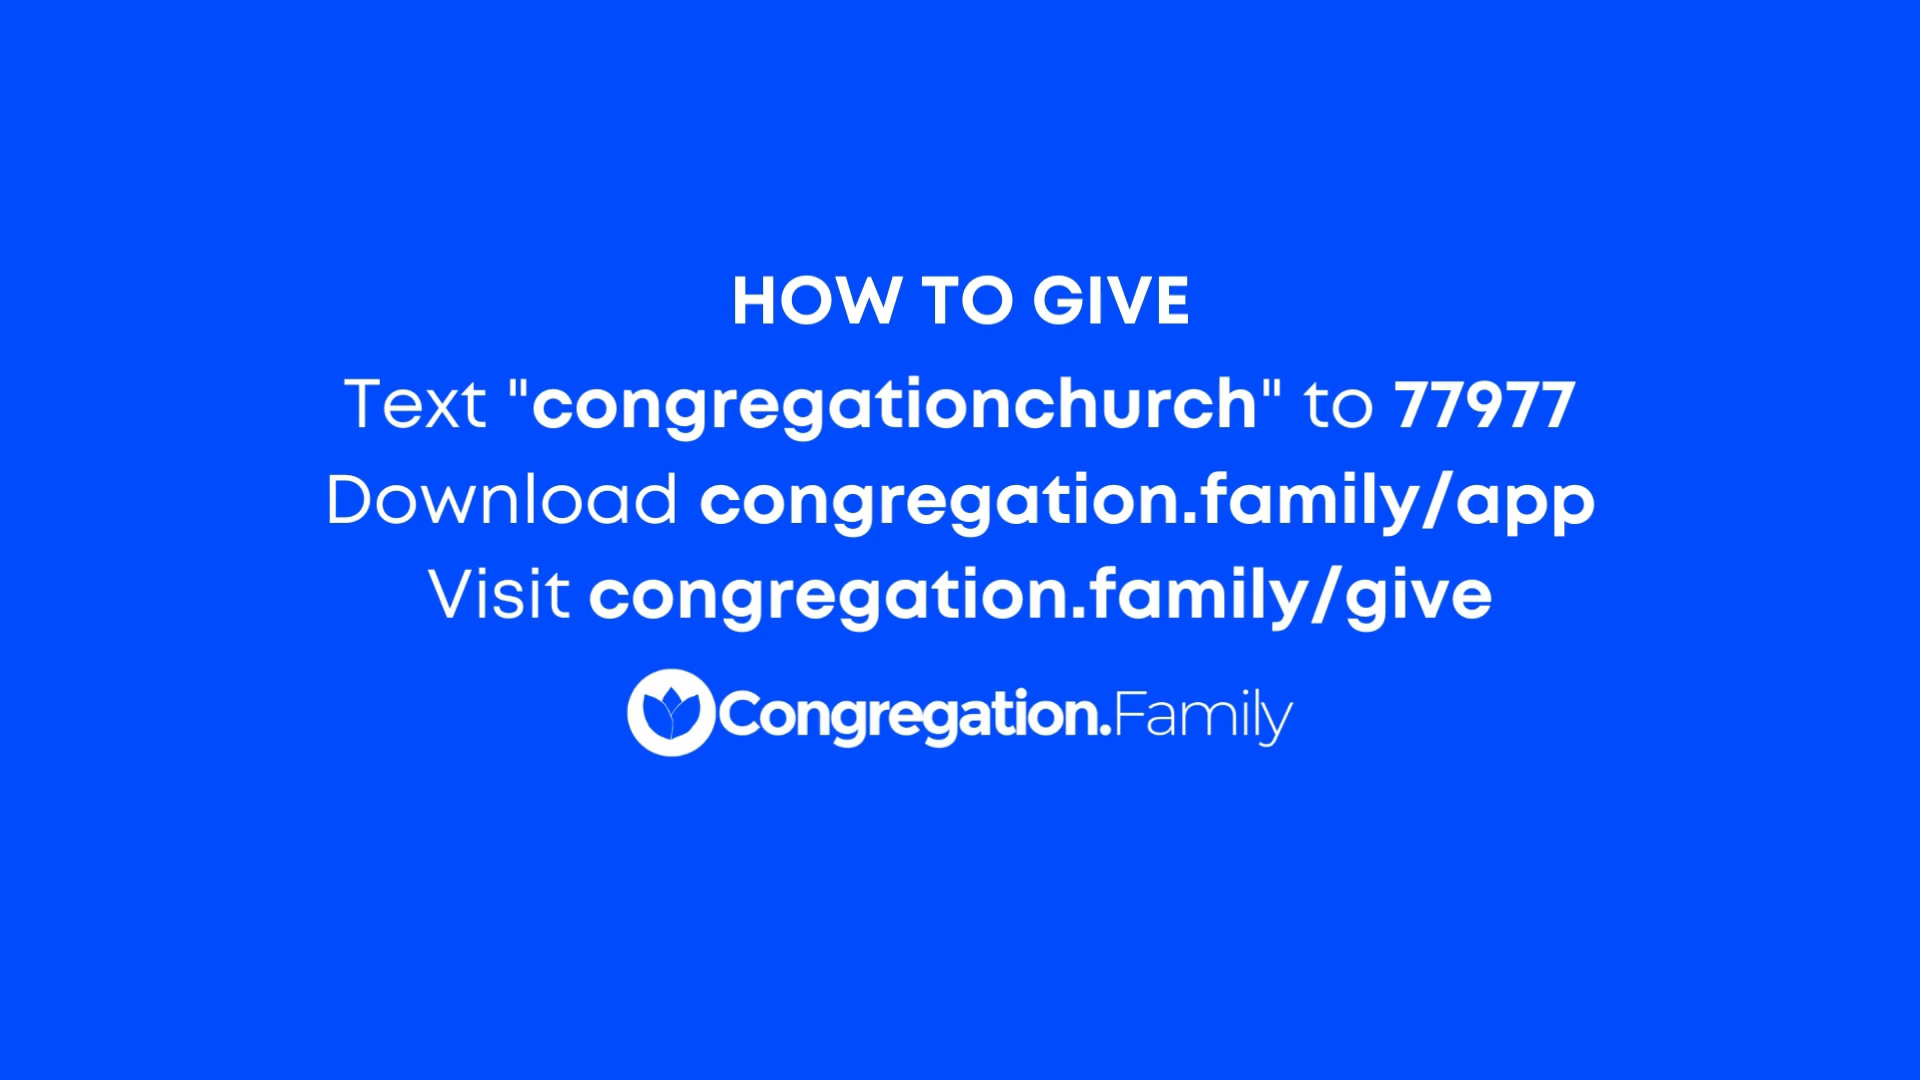 HOW TO GIVE
Text "congregationchurch" to 77977
Download congregation.family/app
Visit congregation.family/give
Congregation.Family